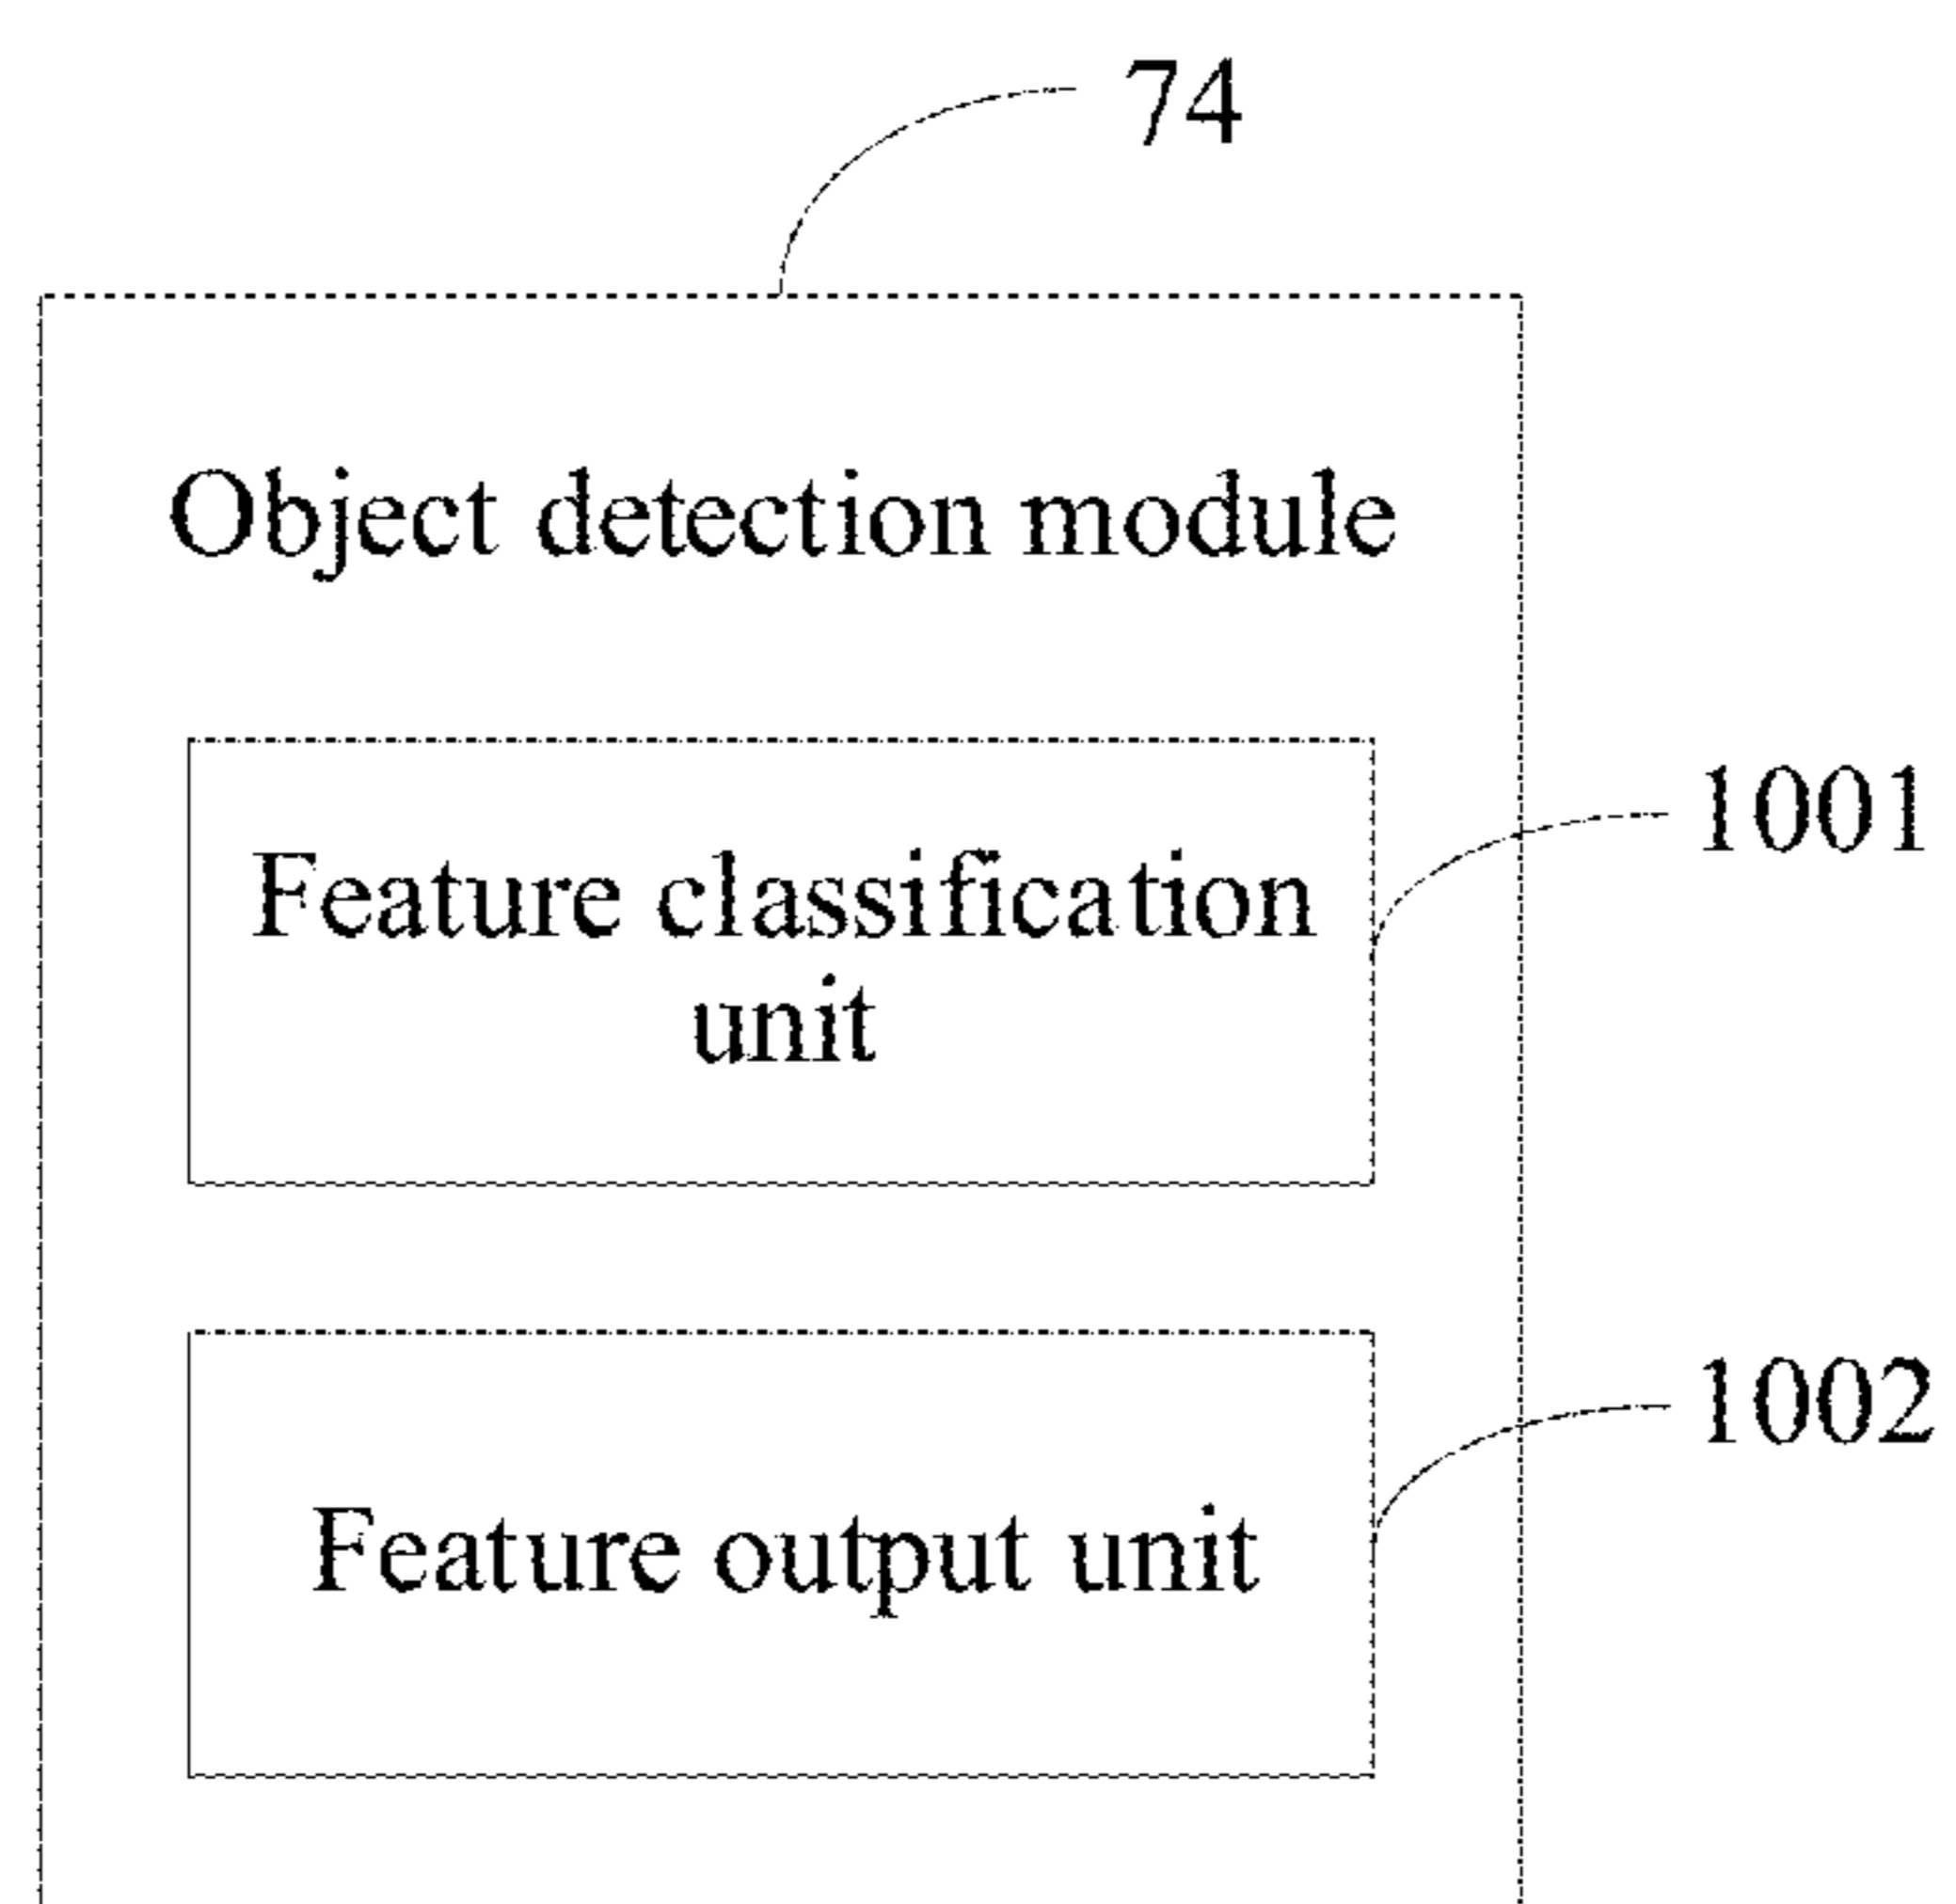 74
Object detection module
1001
Feature classification
unit
1002
Feature output unit